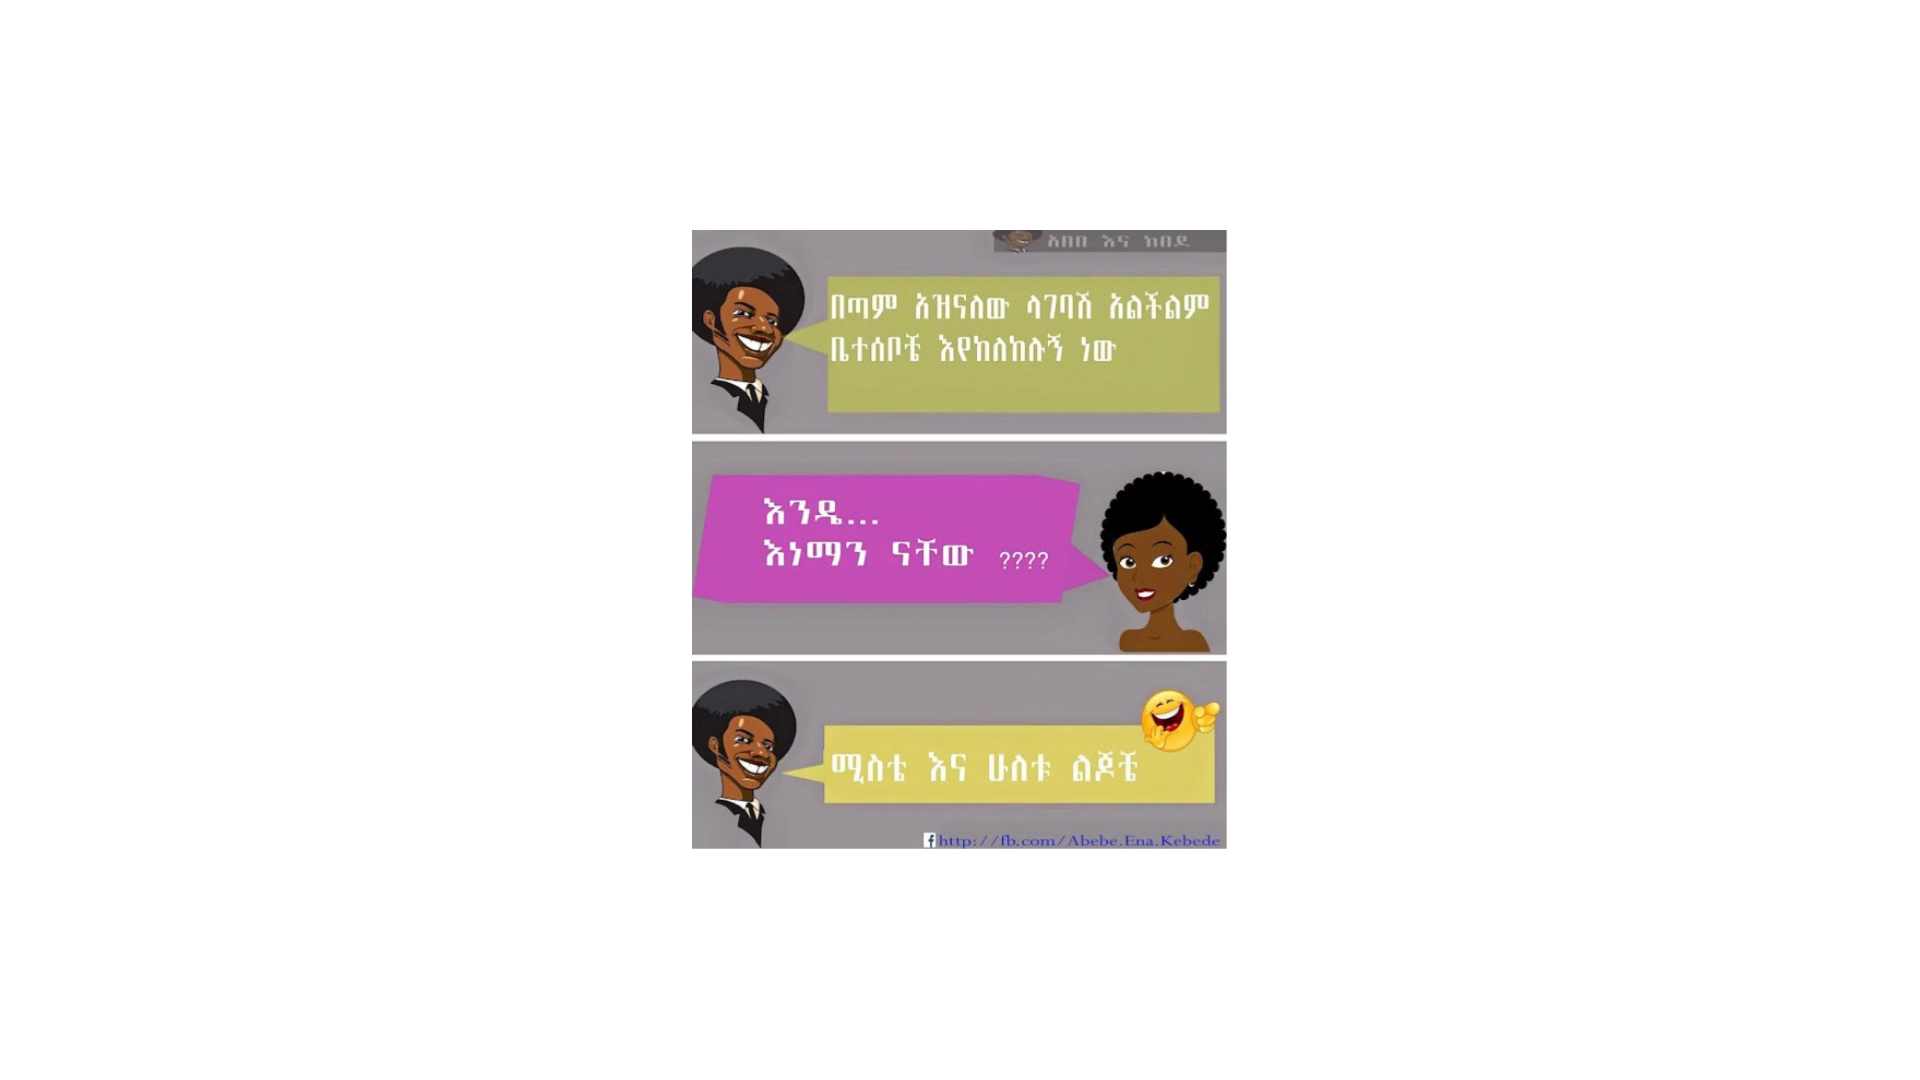 አበበ እና ከበደ
በጣም አዝናለው ላገባሽ አልችልም
ቤተሰቦቼ እየከለከሉኝ ነው
እንዴ...
እነማን ናቸው ????
ሚስቴ እና ሁለቱ ልጆቼ
http://fb.com/Abebe.Ena.Kebede